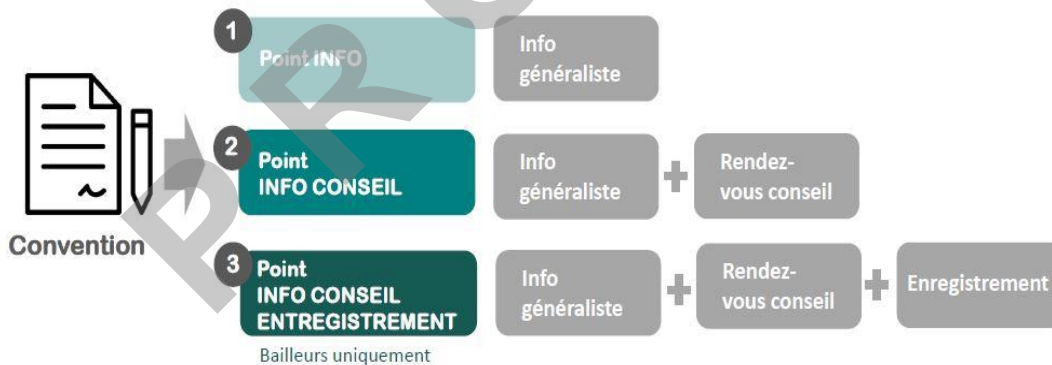 1
Point INFO
Info
généraliste
2
Point
INFO CONSEIL
Info
généraliste
+
Rendez-
vous conseil
Convention
3
Point
INFO CONSEIL
ENTREGISTREMENT
Info
généraliste
+
Rendez-
vous conseil
+
Enregistrement
Bailleurs uniquement